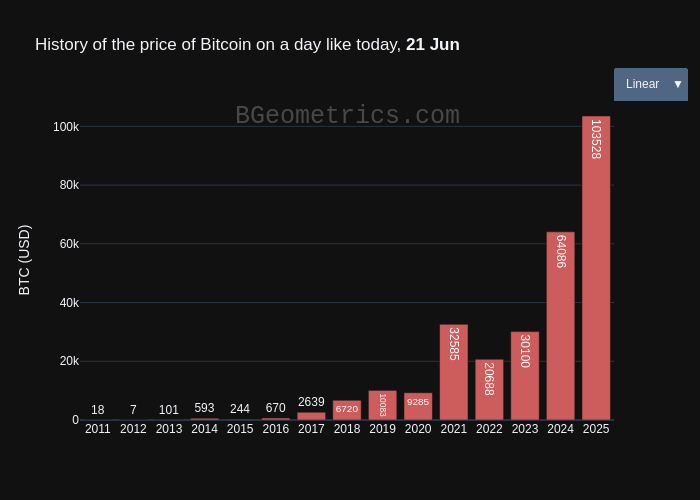 History of the price of Bitcoin on a day like today, 21 Jun
Linear ▼
BGeometrics.com
BTC (USD)
100k
80k
60k
40k
20k
0
18 7 101 593 244 670 2639 6720 10083 9285 32585 20688 30100 64086 103528
2011 2012 2013 2014 2015 2016 2017 2018 2019 2020 2021 2022 2023 2024 2025